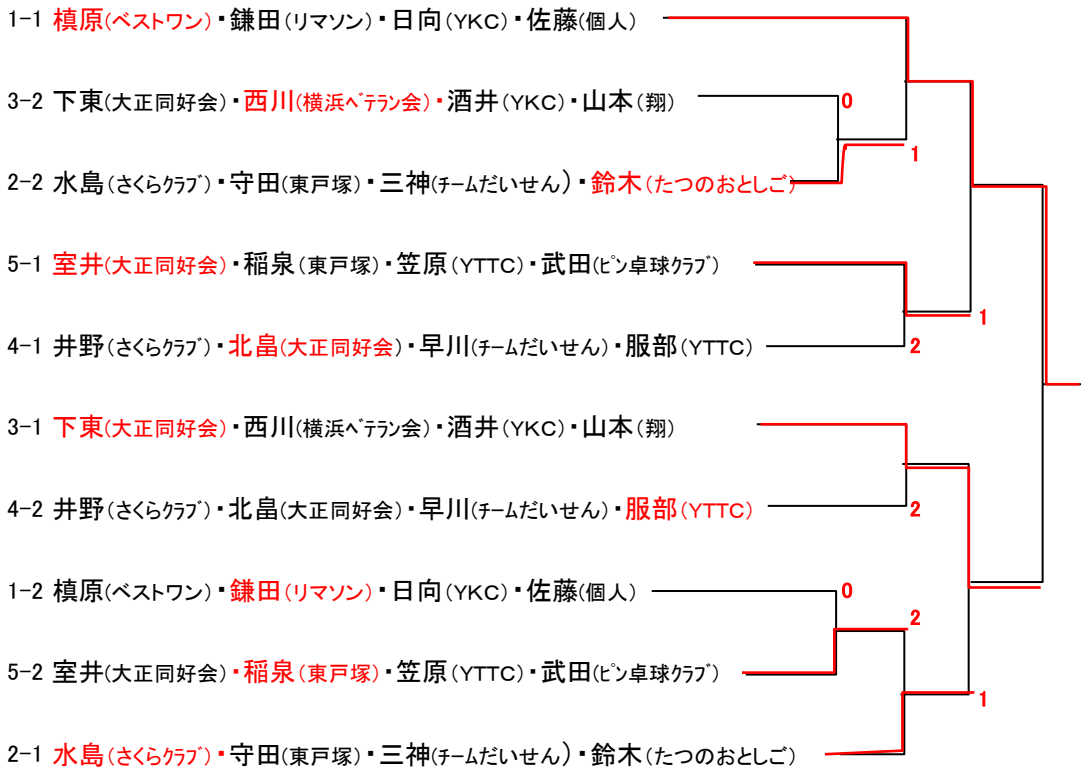 1-1 槙原(ベストワン)・鎌田(リマソン)・日向(YKC)・佐藤(個人)
3-2 下東(大正同好会)・西川(横浜ベテラン会)・酒井(YKC)・山本(翔)
0
1
2-2 水島(さくらクラブ)・守田(東戸塚)・三神(チームだいせん)・鈴木(たつのおとしご)
5-1 室井(大正同好会)・稲泉(東戸塚)・笠原(YTTC)・武田(ピン卓球クラブ)
1
4-1 井野(さくらクラブ)・北畠(大正同好会)・早川(チームだいせん)・服部(YTTC)
2
3-1 下東(大正同好会)・西川(横浜ベテラン会)・酒井(YKC)・山本(翔)
4-2 井野(さくらクラブ)・北畠(大正同好会)・早川(チームだいせん)・服部(YTTC)
2
1-2 槙原(ベストワン)・鎌田(リマソン)・日向(YKC)・佐藤(個人)
0
2
5-2 室井(大正同好会)・稲泉(東戸塚)・笠原(YTTC)・武田(ピン卓球クラブ)
1
2-1 水島(さくらクラブ)・守田(東戸塚)・三神(チームだいせん)・鈴木(たつのおとしご)